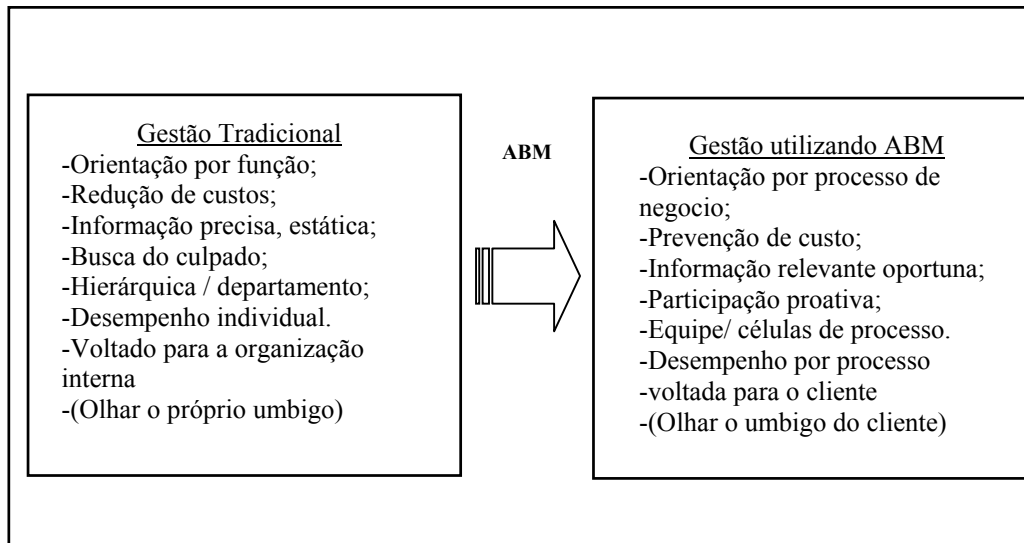 Gestão Tradicional
-Orientação por função;
-Redução de custos;
-Informação precisa, estática;
-Busca do culpado;
-Hierárquica / departamento;
-Desempenho individual.
-Voltado para a organização
interna
-(Olhar o próprio umbigo)
ABM
Gestão utilizando ABM
-Orientação por processo de
negocio;
-Prevenção de custo;
-Informação relevante oportuna;
-Participação proativa;
-Equipe/ células de processo.
-Desempenho por processo
-voltada para o cliente
-(Olhar o umbigo do cliente)